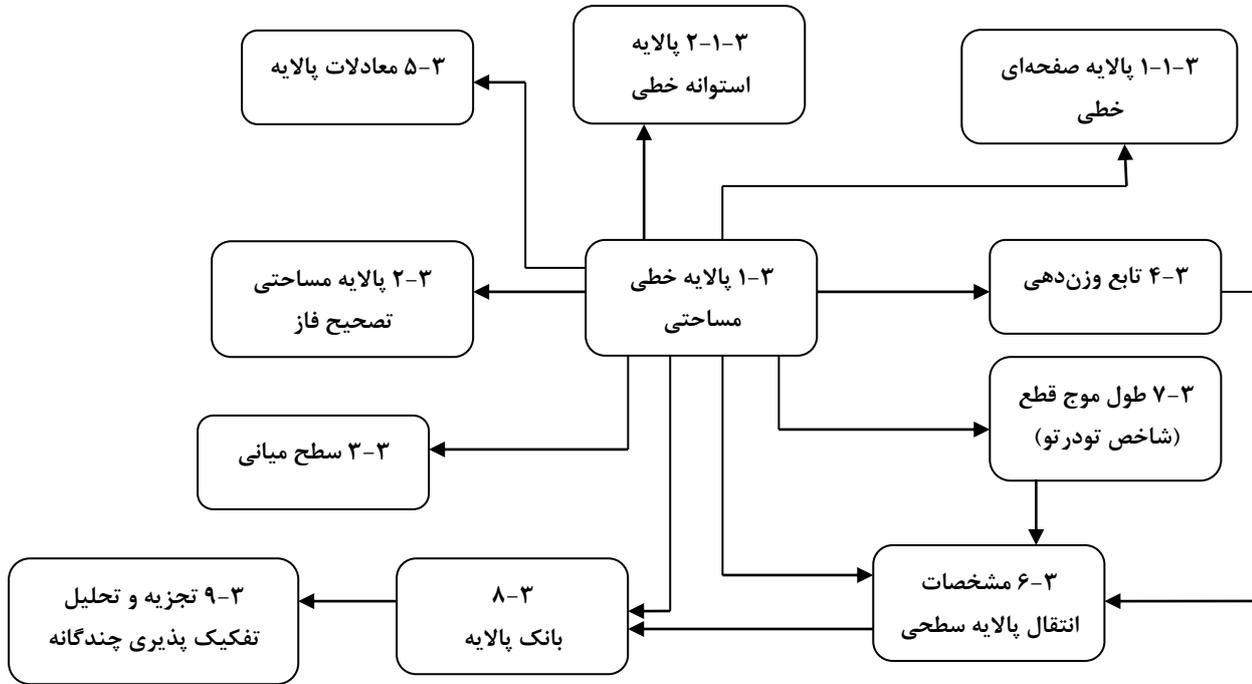 ۳-۱-۲ پالایه
استوانه خطی
۳-۱-۱ پالایه صفحه‌ای
خطی
۳-۵ معادلات پالایه
۳-۱ پالایه خطی
مساحتی
۳-۴ تابع وزن‌دهی
۳-۲ پالایه مساحتی
تصحیح فاز
۳-۷ طول موج قطع
(شاخص تودرتو)
۳-۳ سطح میانی
۳-۶ مشخصات
انتقال پالایه سطحی
۳-۸
بانک پالایه
۳-۹ تجزیه و تحلیل
تفکیک پذیری چندگانه